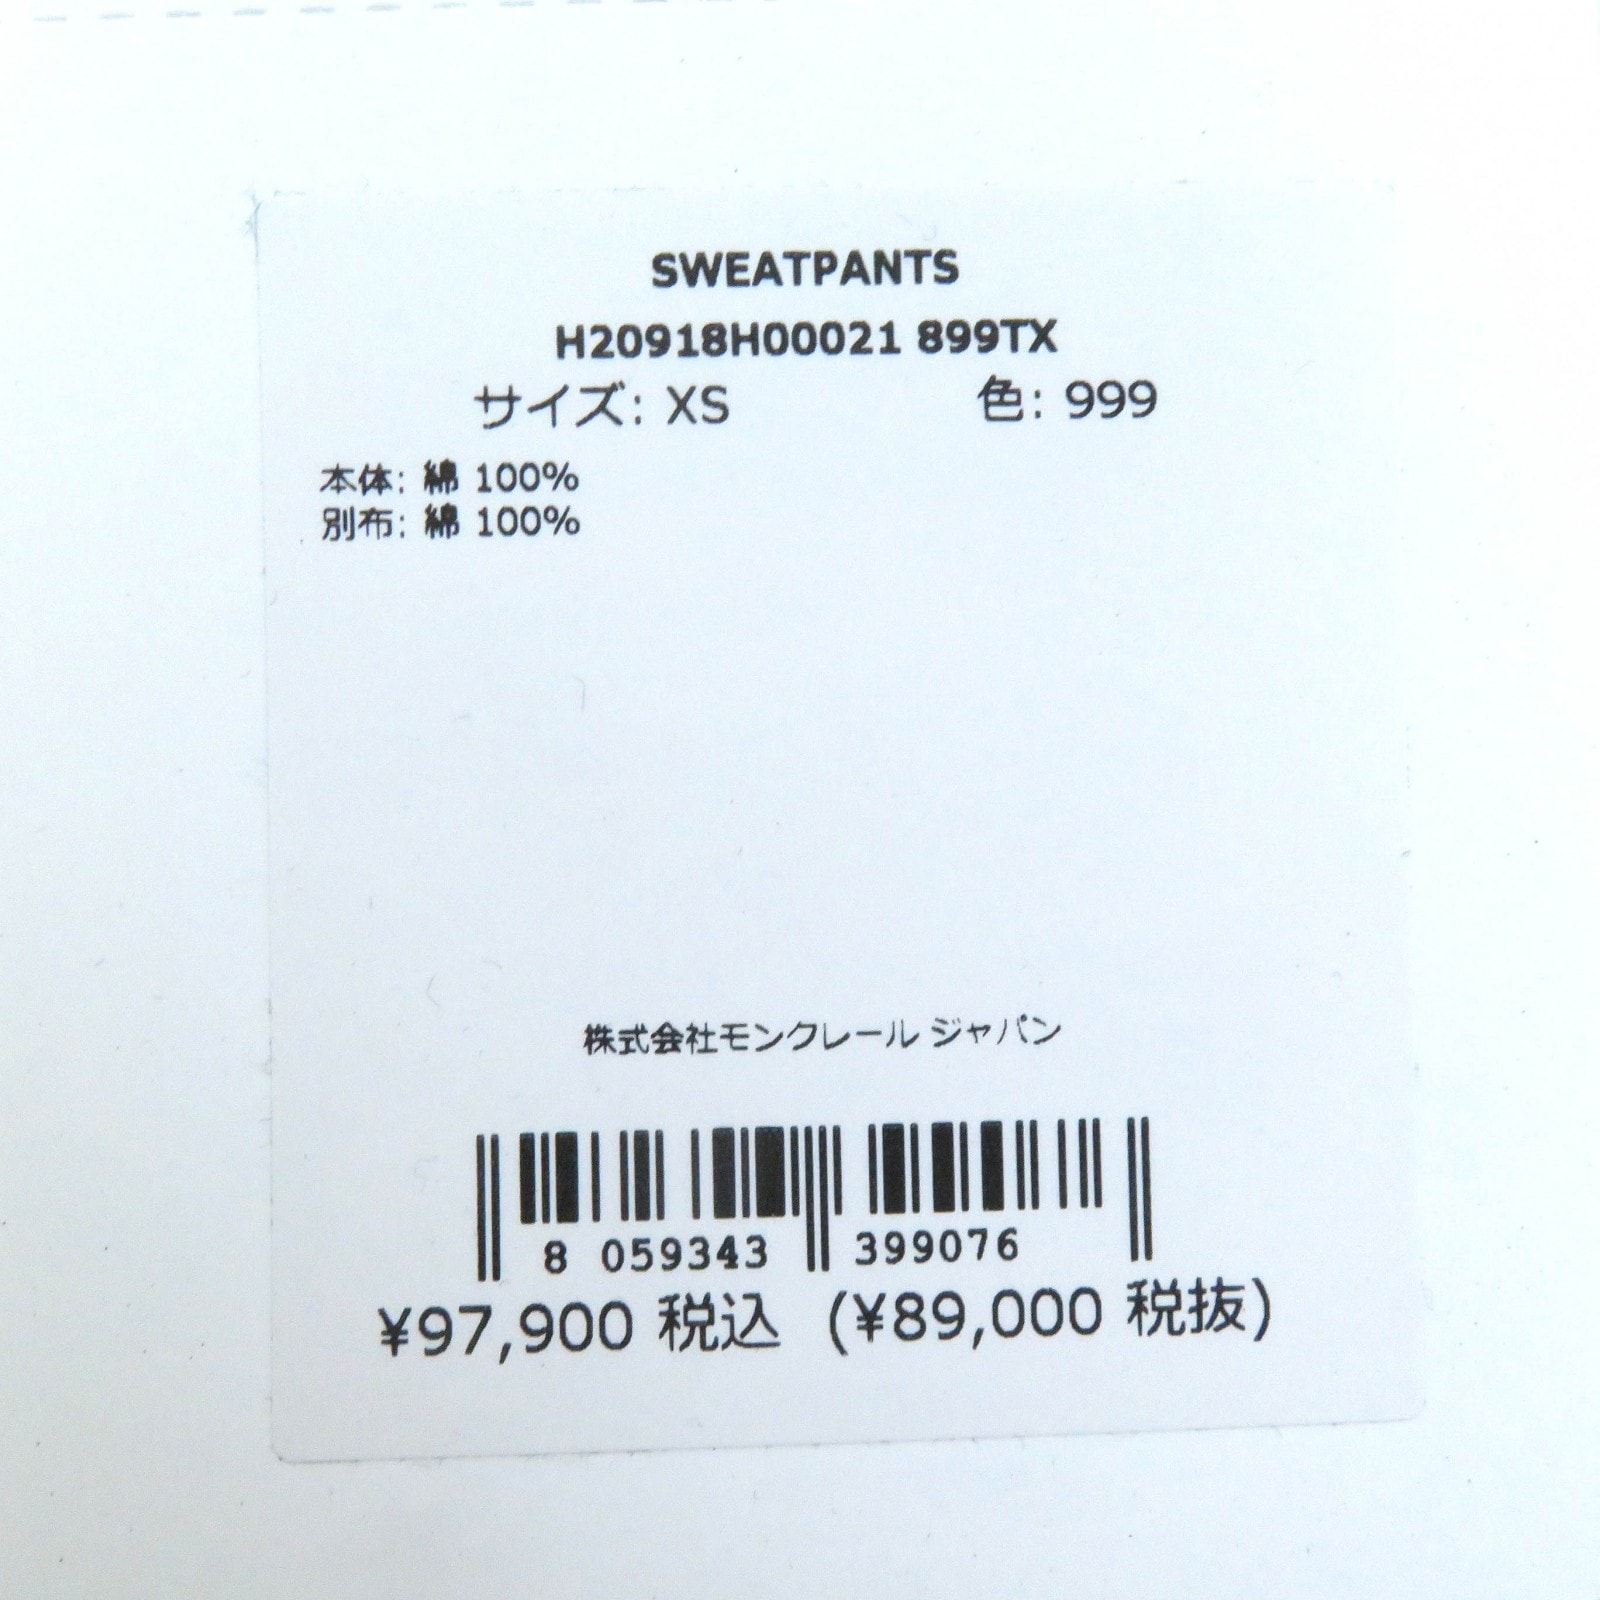 SWEATPANTS
H20918H00021 899TX
サイズ: XS 色: 999
本体: 綿 100%
別布: 綿 100%
株式会社モンクレール ジャパン
8 059343 399076
¥97,900 税込 (¥89,000 税抜)